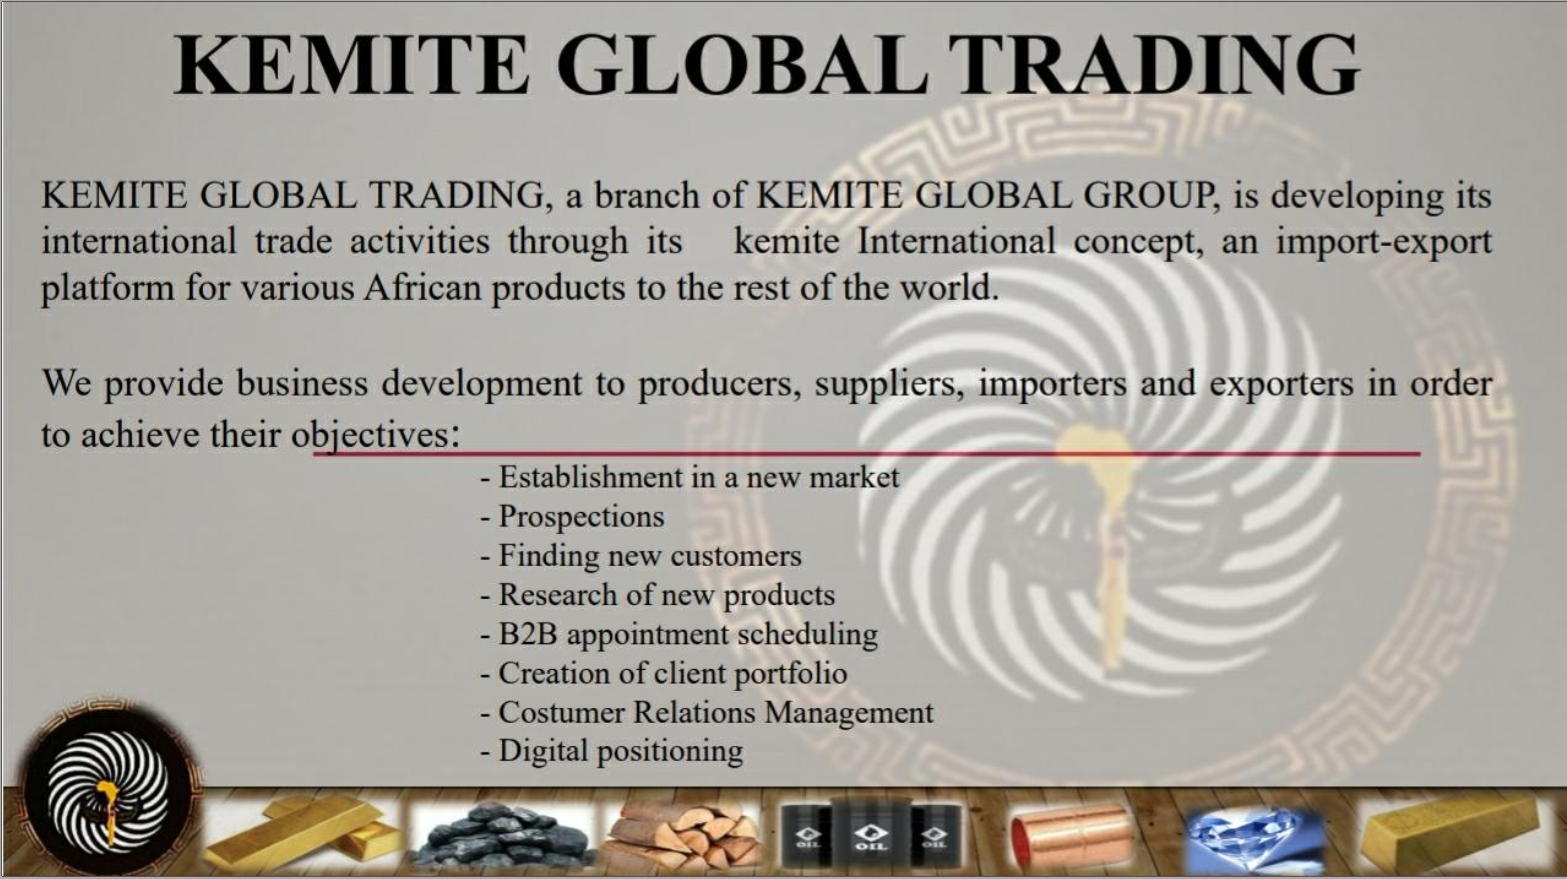 KEMITE GLOBAL TRADING
KEMITE GLOBAL TRADING, a branch of KEMITE GLOBAL GROUP, is developing its
international trade activities through its kemite International concept, an import-export
platform for various African products to the rest of the world.
We provide business development to producers, suppliers, importers and exporters in order
to achieve their objectives:
- Establishment in a new market
- Prospections
- Finding new customers
- Research of new products
- B2B appointment scheduling
- Creation of client portfolio
- Costumer Relations Management
- Digital positioning
OIL OIL OIL